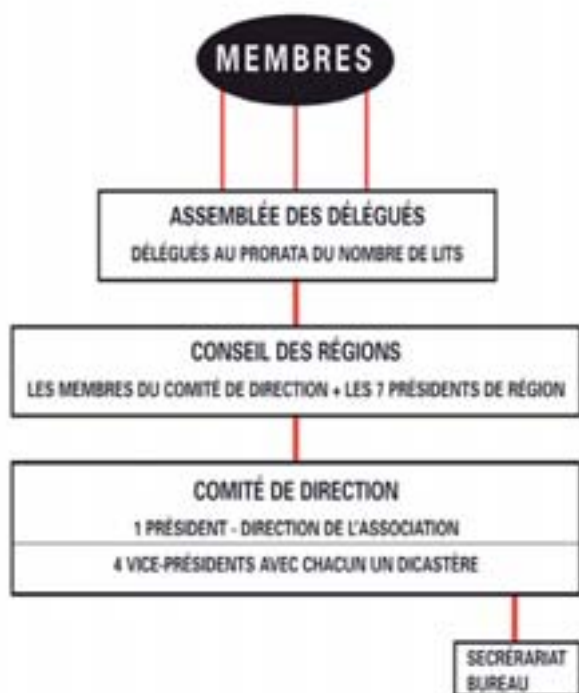 MEMBRES
ASSEMBLÉE DES DÉLÉGUÉS
DÉLÉGUÉS AU PRORATA DU NOMBRE DE LITS
CONSEIL DES RÉGIONS
LES MEMBRES DU COMITÉ DE DIRECTION + LES 7 PRÉSIDENTS DE RÉGION
COMITÉ DE DIRECTION
1 PRÉSIDENT - DIRECTION DE L'ASSOCIATION
4 VICE-PRÉSIDENTS AVEC CHACUN UN DICASTÈRE
SECRÉRARIAT
BUREAU